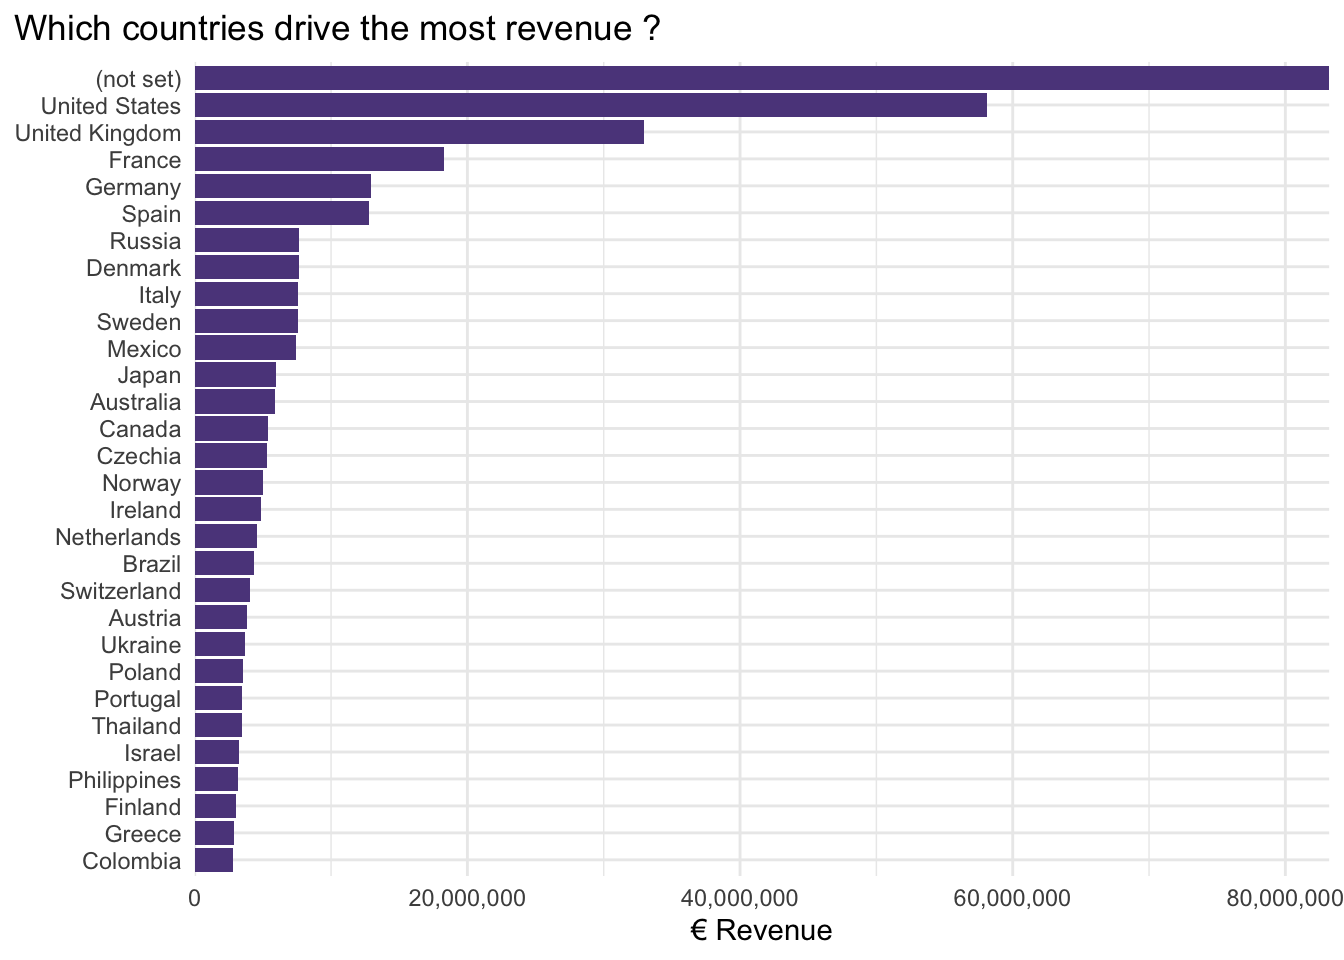 Which countries drive the most revenue ?
(not set)
United States
United Kingdom
France
Germany
Spain
Russia
Denmark
Italy
Sweden
Mexico
Japan
Australia
Canada
Czechia
Norway
Ireland
Netherlands
Brazil
Switzerland
Austria
Ukraine
Poland
Portugal
Thailand
Israel
Philippines
Finland
Greece
Colombia
0 20,000,000 40,000,000 60,000,000 80,000,000
€ Revenue